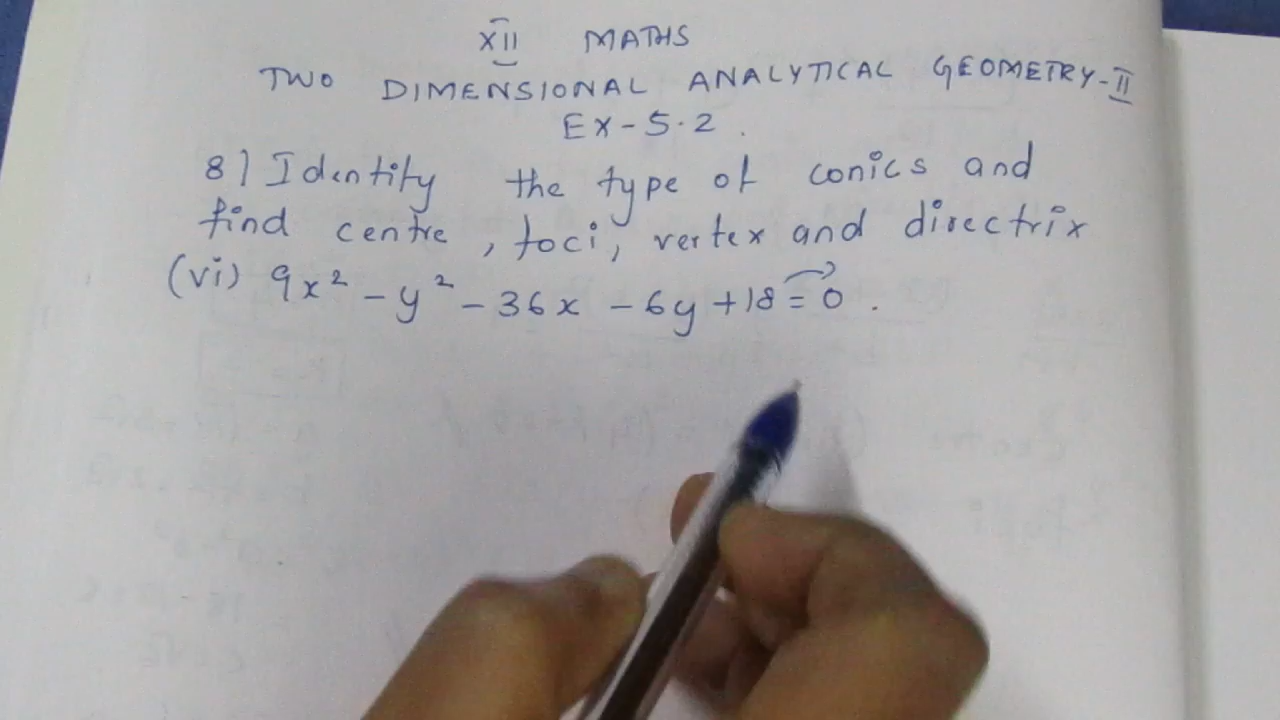 XII MATHS
TWO DIMENSIONAL ANALYTICAL GEOMETRY-II
EX-5.2.
8) Identify the type of conics and
find centre, foci, vertex and directrix
(vi) 9x² - y² - 36x - 6y + 18 = 0.